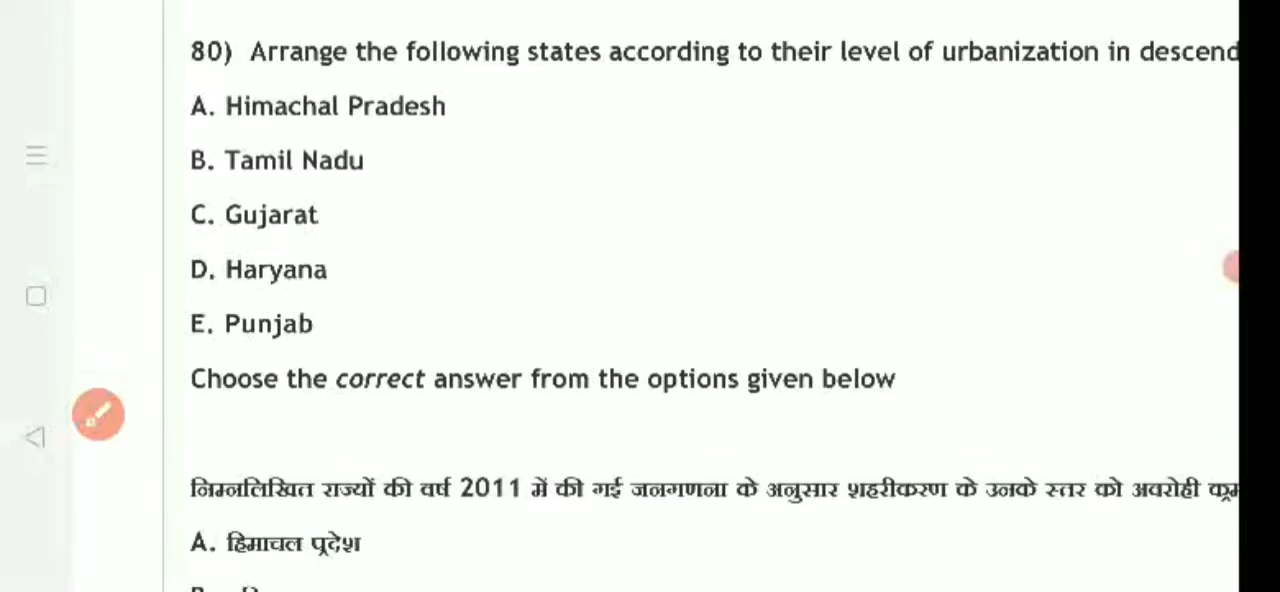 80) Arrange the following states according to their level of urbanization in descend
A. Himachal Pradesh
B. Tamil Nadu
C. Gujarat
D. Haryana
E. Punjab
Choose the correct answer from the options given below
निम्नलिखित राज्यों की वर्ष 2011 में की गई जनगणना के अनुसार शहरीकरण के उनके स्तर को अवरोही क्रम
A. हिमाचल प्रदेश